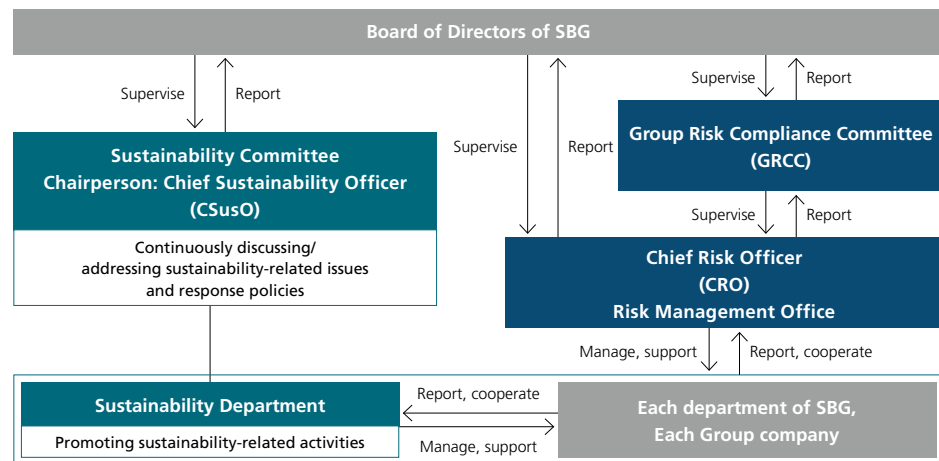 Board of Directors of SBG
Supervise
Report
Supervise
Report
Supervise
Report
Group Risk Compliance Committee
(GRCC)
Sustainability Committee
Chairperson: Chief Sustainability Officer
(CSusO)
Continuously discussing/
addressing sustainability-related issues
and response policies
Supervise
Report
Chief Risk Officer
(CRO)
Risk Management Office
Manage, support
Report, cooperate
Sustainability Department
Promoting sustainability-related activities
Report, cooperate
Manage, support
Each department of SBG,
Each Group company